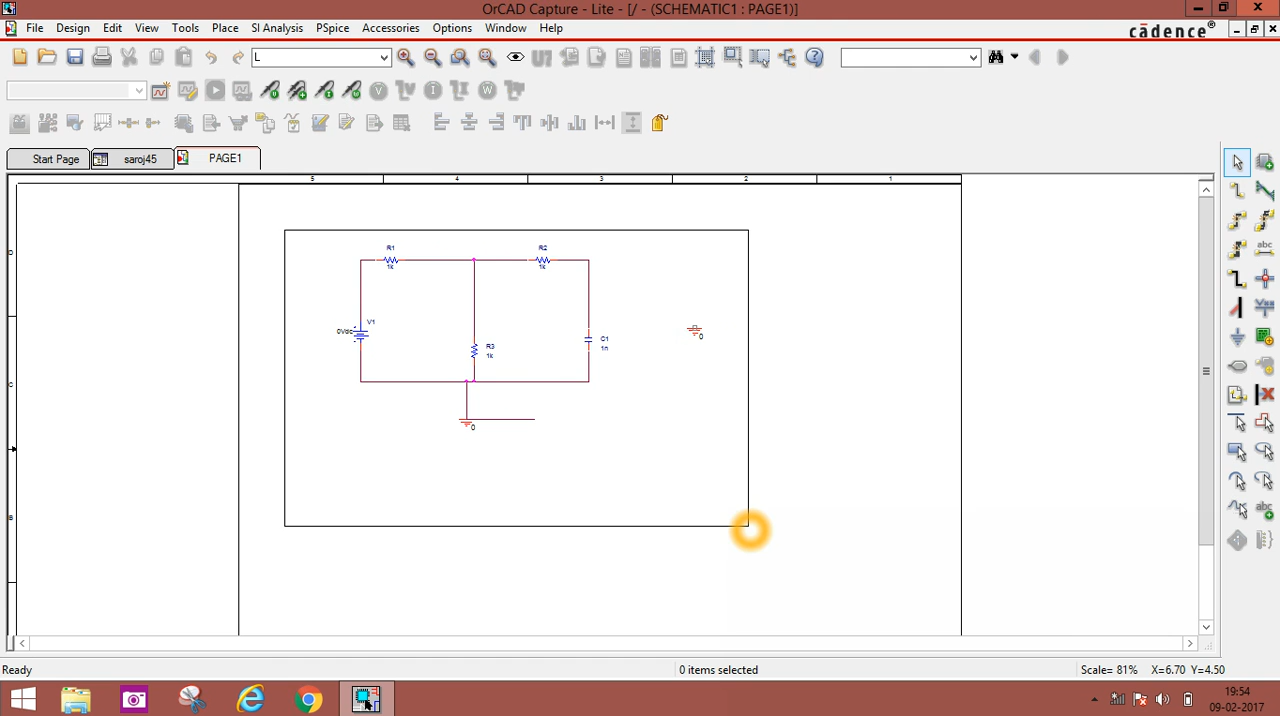 OrCAD Capture - Lite - [/ - (SCHEMATIC1 : PAGE1)]
File Design Edit View Tools Place SI Analysis PSpice Accessories Options Window Help
cādence®
L
U?
V I W
Start Page saroj45 PAGE1
5 4 3 2 1
D
R1 R2
1k 1k
V1
0Vdc
R3
1k
C1
1n
0
C
0
B
abc
abc
Ready 0 items selected Scale= 81% X=6.70 Y=4.50
19:54
09-02-2017